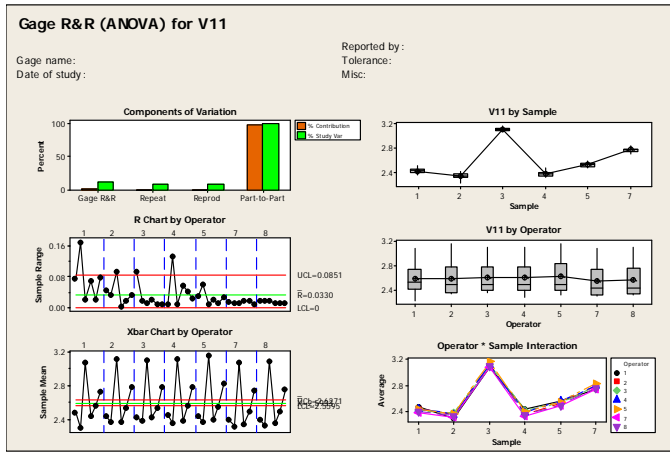 Gage R&R (ANOVA) for V11
Gage name:
Date of study:
Reported by:
Tolerance:
Misc:
Components of Variation
Percent
100
50
0
Gage R&R Repeat Reprod Part-to-Part
% Contribution
% Study Var
R Chart by Operator
1 2 3 4 5 7 8
Sample Range
0.16
0.08
0.00
UCL=0.0851
R=0.0330
LCL=0
Xbar Chart by Operator
1 2 3 4 5 7 8
Sample Mean
3.2
2.8
2.4
V11 by Sample
3.2
2.8
2.4
1 2 3 4 5 7
Sample
V11 by Operator
3.2
2.8
2.4
1 2 3 4 5 7 8
Operator
Operator * Sample Interaction
Average
3.2
2.8
2.4
1 2 3 4 5 7
Sample
Operator
1
2
3
4
5
7
8